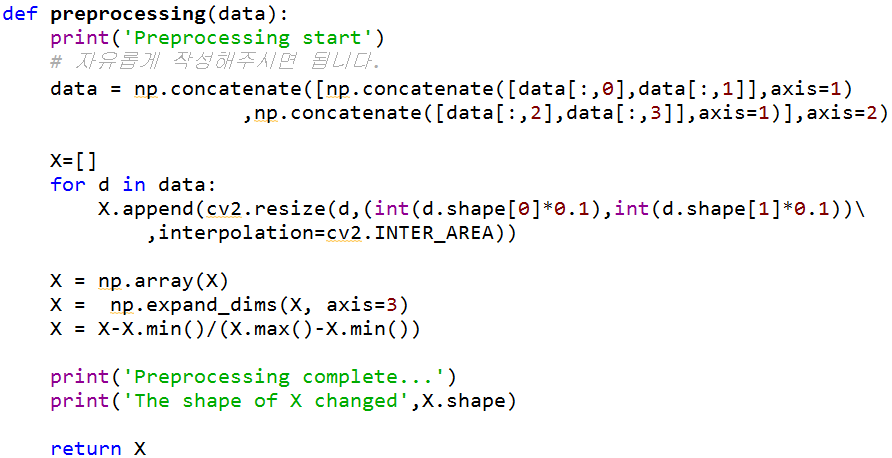 def preprocessing(data):
    print('Preprocessing start')
    # 자유롭게 작성해주시면 됩니다.
    data = np.concatenate([np.concatenate([data[:,0],data[:,1]],axis=1)
                    ,np.concatenate([data[:,2],data[:,3]],axis=1)],axis=2)
    X=[]
    for d in data:
        X.append(cv2.resize(d,(int(d.shape[0]*0.1),int(d.shape[1]*0.1))\
            ,interpolation=cv2.INTER_AREA))
    X = np.array(X)
    X =  np.expand_dims(X, axis=3)
    X = X-X.min()/(X.max()-X.min())
    print('Preprocessing complete...')
    print('The shape of X changed',X.shape)
    return X